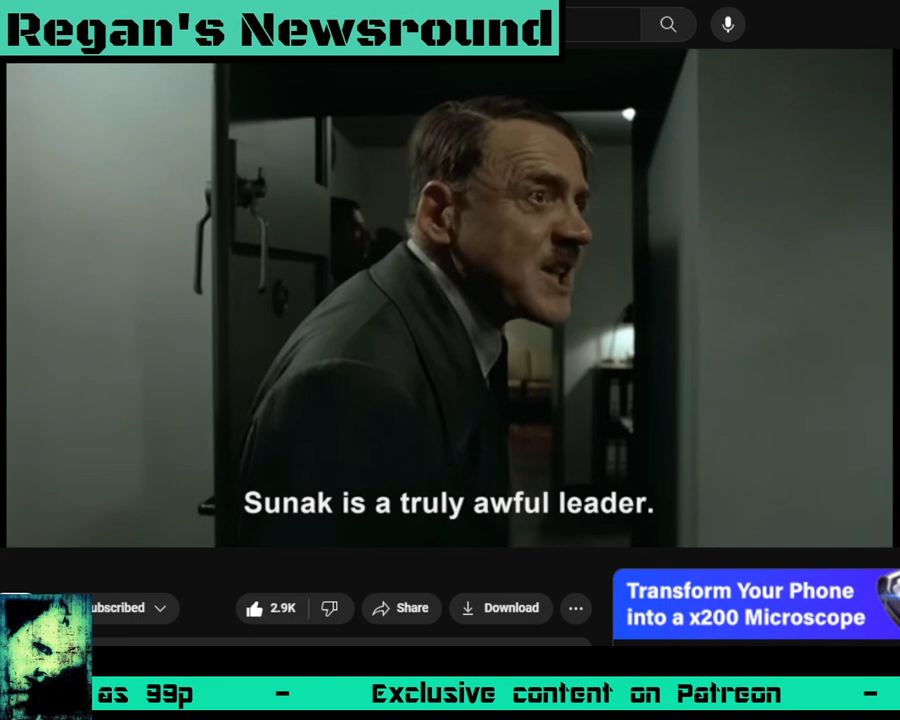 Regan's Newsround
Sunak is a truly awful leader.
ubscribed
2.9K
Share
Download
Transform Your Phone
into a x200 Microscope
as 99p - Exclusive content on Patreon -